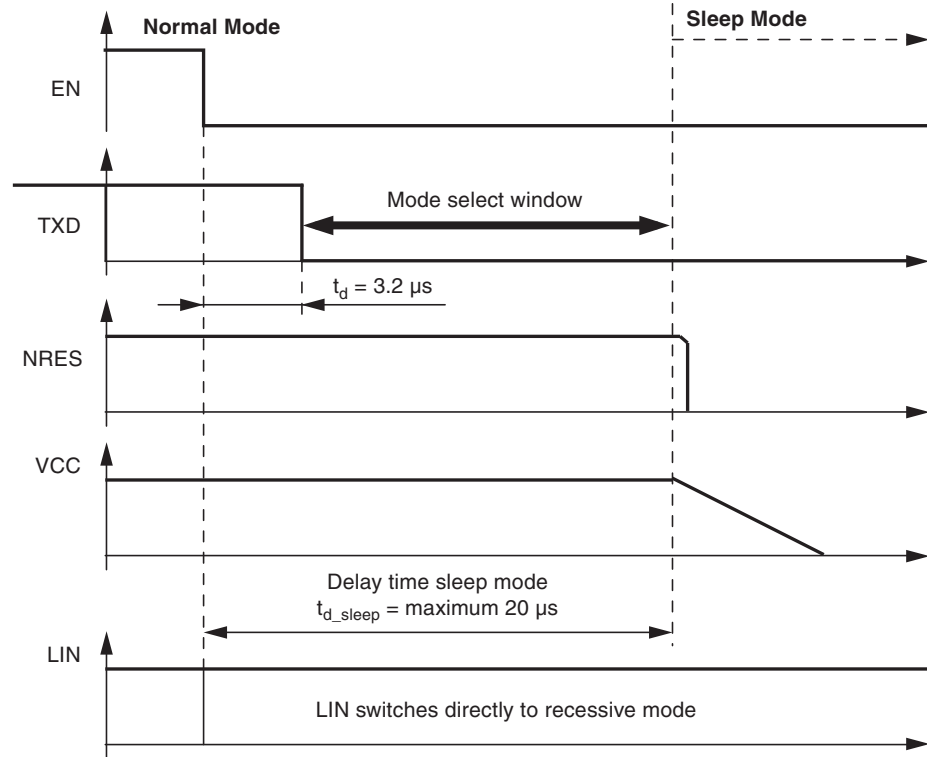 Normal Mode
Sleep Mode
EN
TXD
Mode select window
t_d = 3.2 µs
NRES
VCC
Delay time sleep mode
t_d_sleep = maximum 20 µs
LIN
LIN switches directly to recessive mode